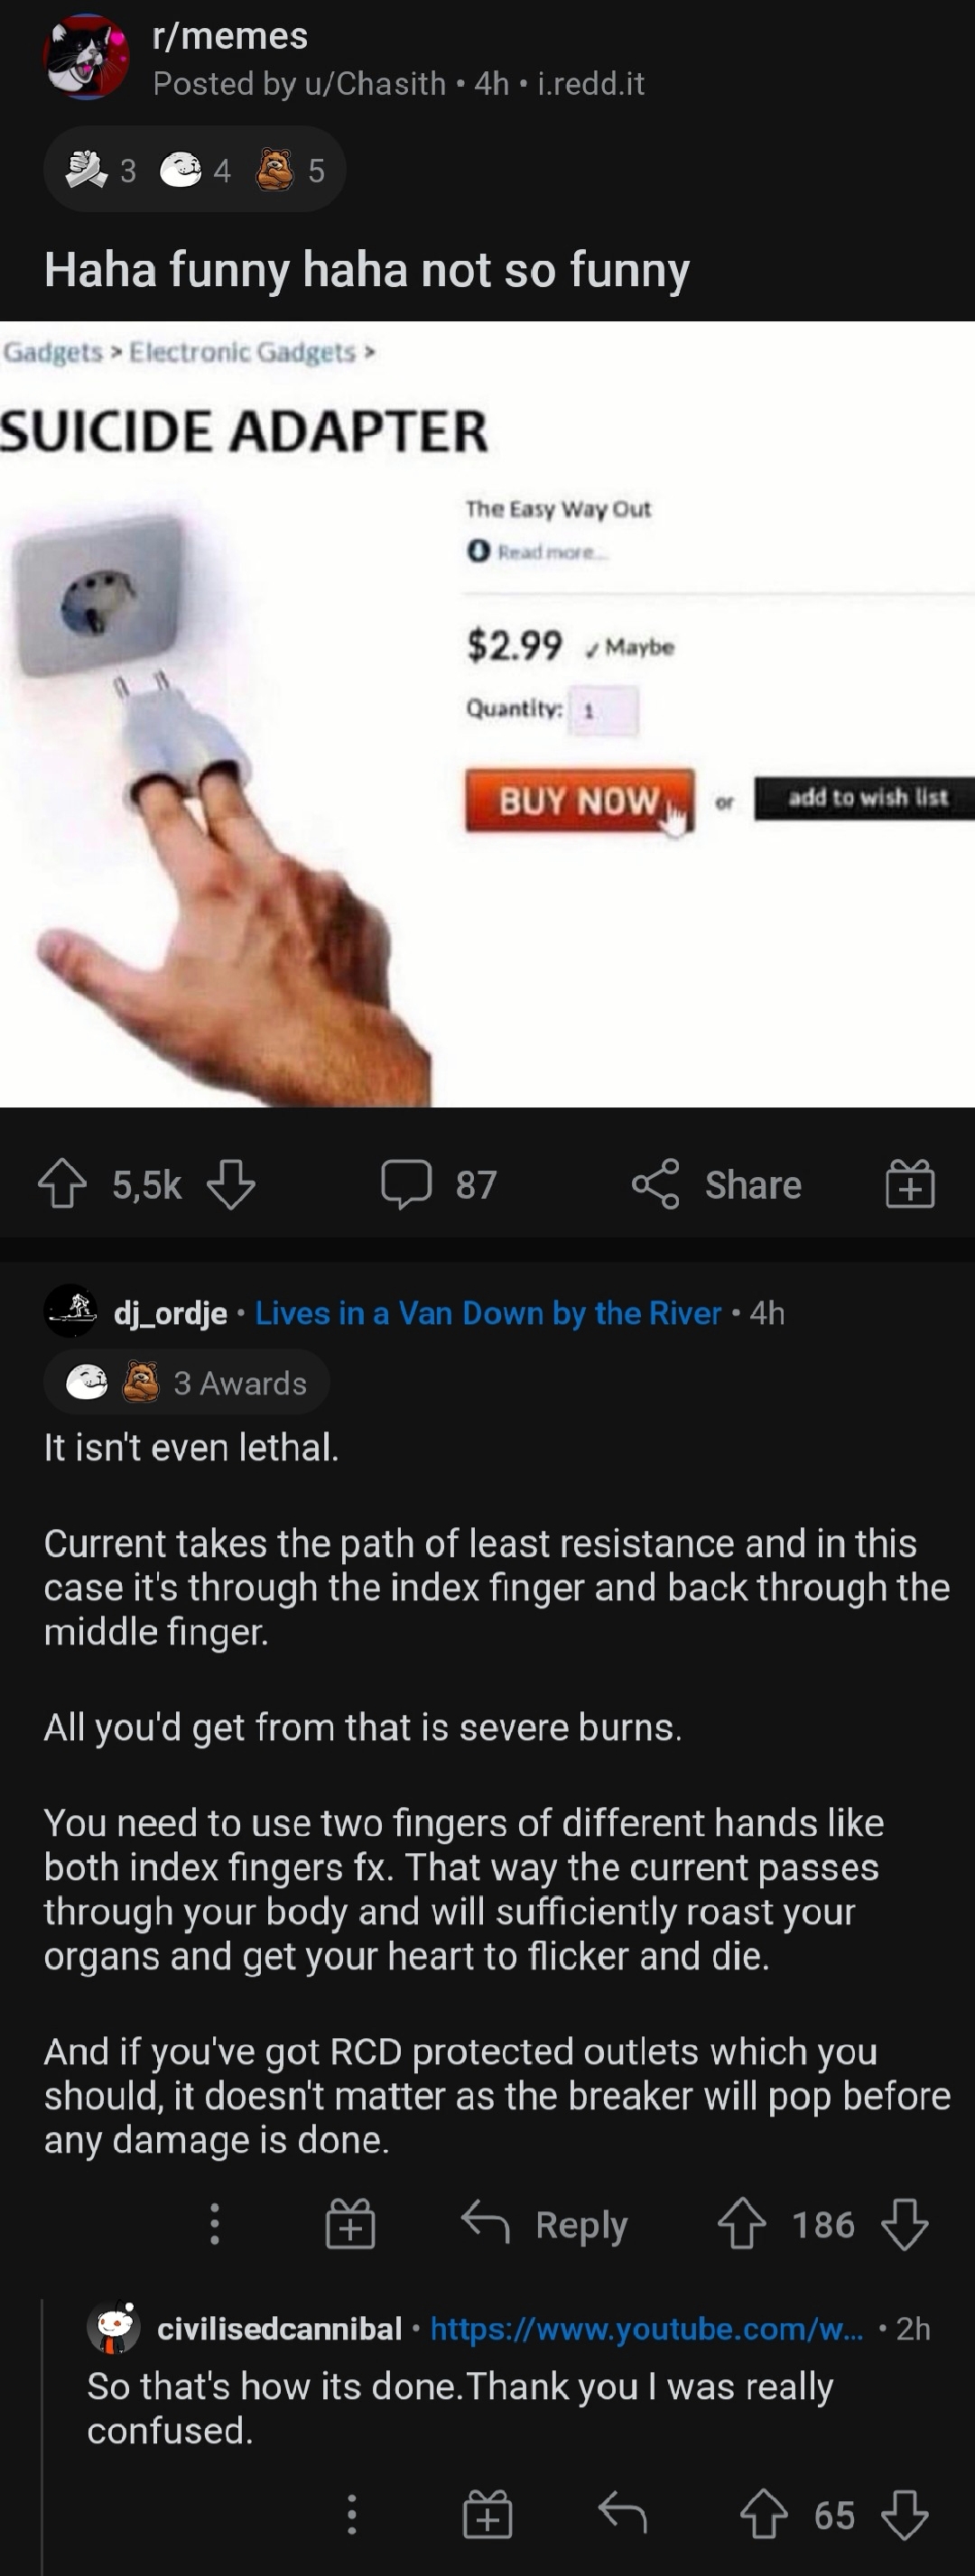 r/memes
Posted by u/Chasith • 4h • i.redd.it
3 4 5
Haha funny haha not so funny
Gadgets > Electronic Gadgets >
SUICIDE ADAPTER
The Easy Way Out
Read more...
$2.99 ✓ Maybe
Quantity: 1
BUY NOW or add to wish list
5,5k 87 Share
dj_ordje • Lives in a Van Down by the River • 4h
3 Awards
It isn't even lethal.
Current takes the path of least resistance and in this
case it's through the index finger and back through the
middle finger.
All you'd get from that is severe burns.
You need to use two fingers of different hands like
both index fingers fx. That way the current passes
through your body and will sufficiently roast your
organs and get your heart to flicker and die.
And if you've got RCD protected outlets which you
should, it doesn't matter as the breaker will pop before
any damage is done.
Reply 186
civilisedcannibal • https://www.youtube.com/w... • 2h
So that's how its done.Thank you I was really
confused.
65